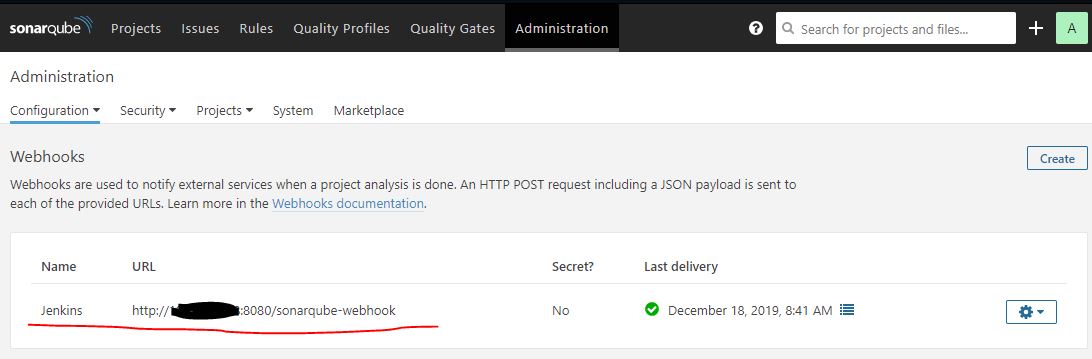 sonarqube Projects Issues Rules Quality Profiles Quality Gates Administration ? Search for projects and files... A
Administration
Configuration Security Projects System Marketplace
Webhooks
Create
Webhooks are used to notify external services when a project analysis is done. An HTTP POST request including a JSON payload is sent to
each of the provided URLs. Learn more in the Webhooks documentation.
Name URL Secret? Last delivery
Jenkins http:// :8080/sonarqube-webhook No December 18, 2019, 8:41 AM